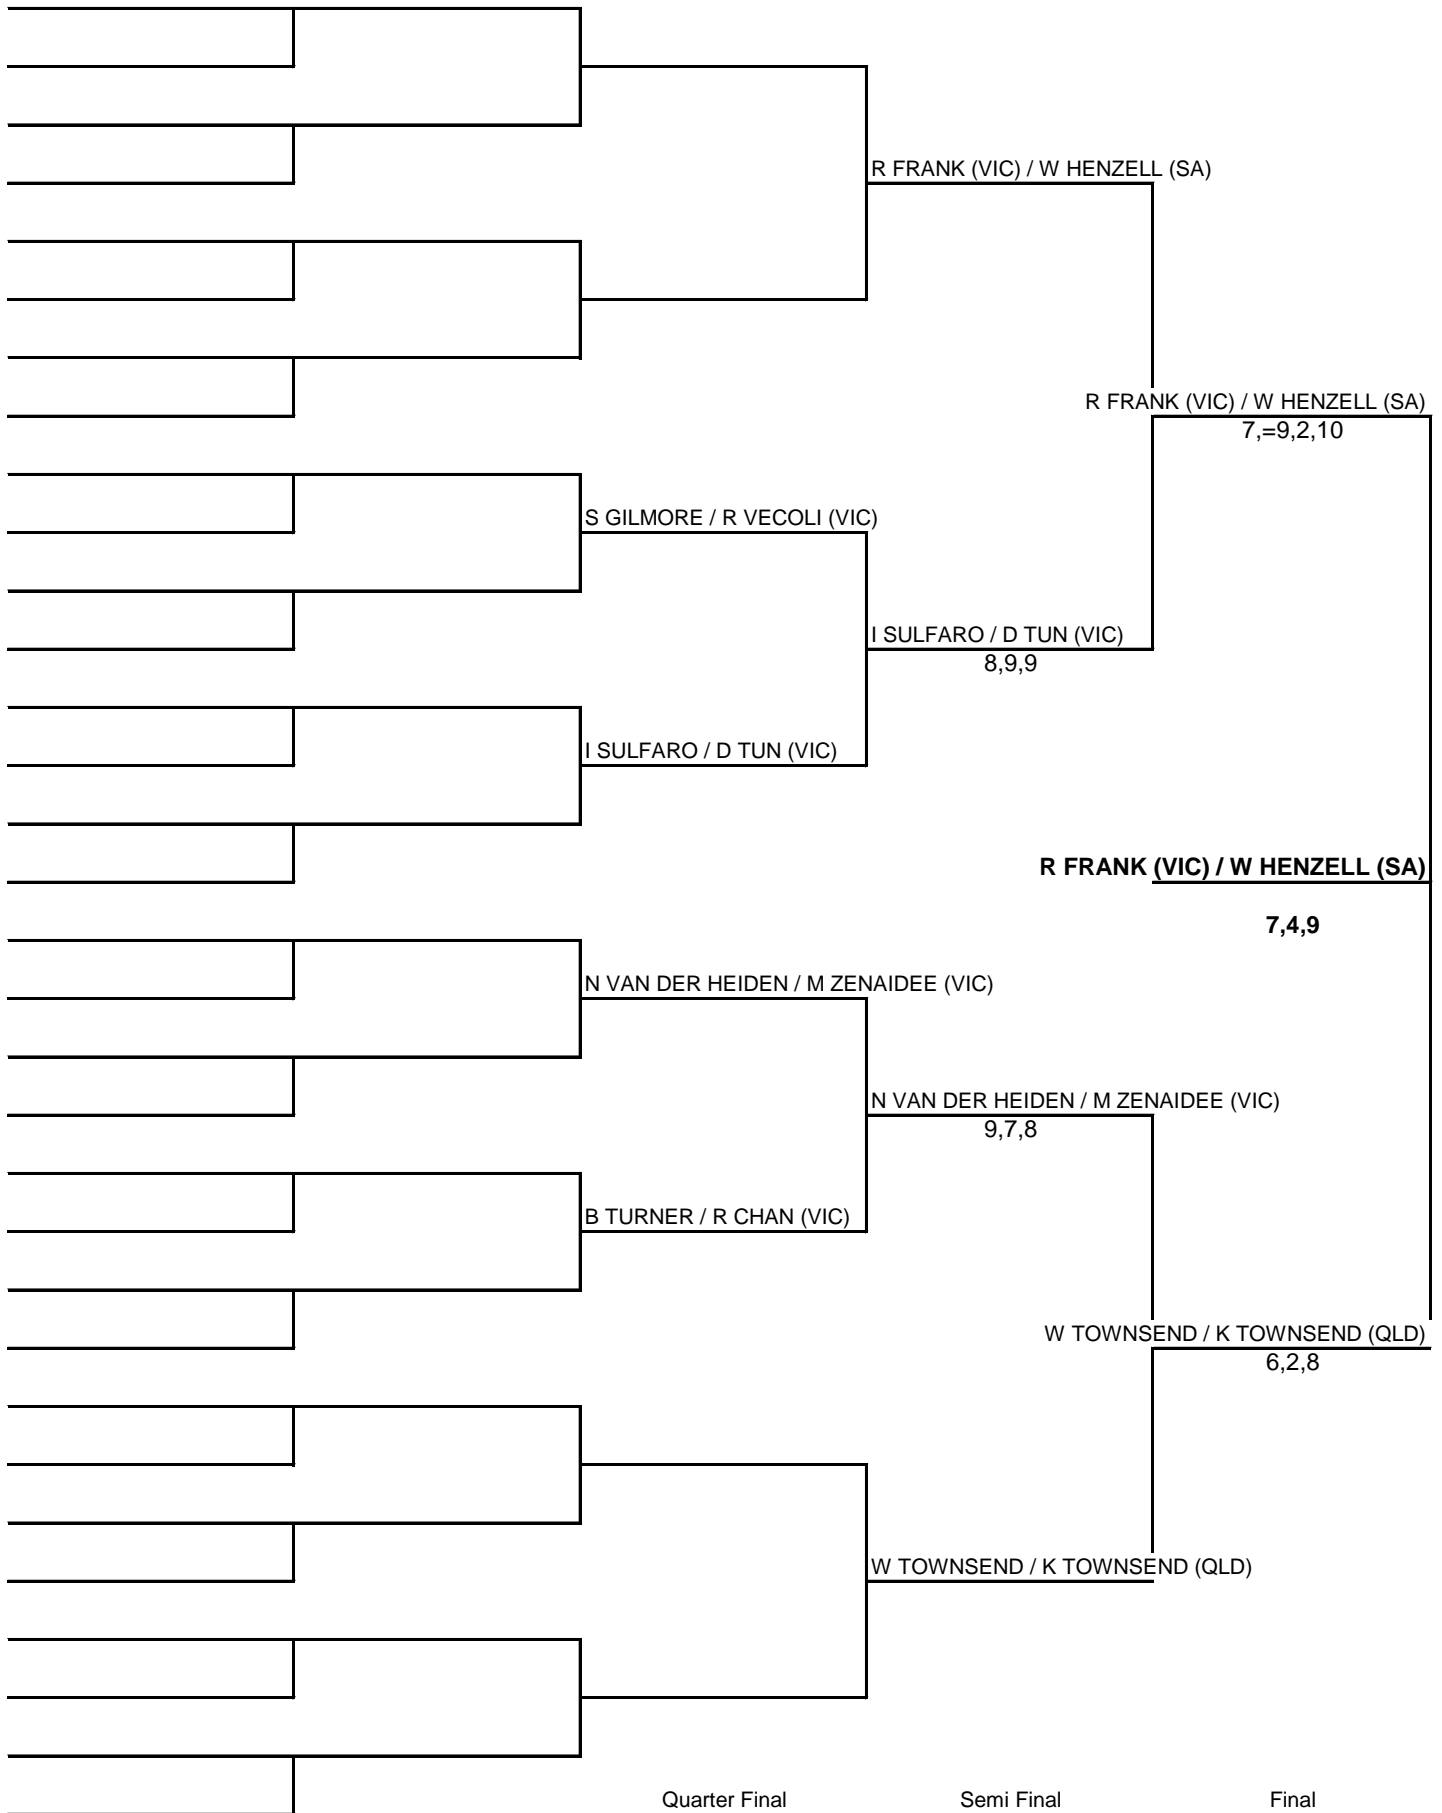 R FRANK (VIC) / W HENZELL (SA)
R FRANK (VIC) / W HENZELL (SA)
7,=9,2,10
S GILMORE / R VECOLI (VIC)
I SULFARO / D TUN (VIC)
8,9,9
I SULFARO / D TUN (VIC)
R FRANK (VIC) / W HENZELL (SA)
7,4,9
N VAN DER HEIDEN / M ZENAIDEE (VIC)
N VAN DER HEIDEN / M ZENAIDEE (VIC)
9,7,8
B TURNER / R CHAN (VIC)
W TOWNSEND / K TOWNSEND (QLD)
6,2,8
W TOWNSEND / K TOWNSEND (QLD)
Quarter Final Semi Final Final